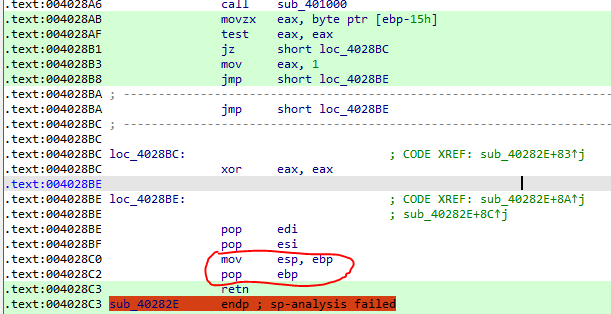 .text:004028A6 call sub_401000
.text:004028AB movzx eax, byte ptr [ebp-15h]
.text:004028AF test eax, eax
.text:004028B1 jz short loc_4028BC
.text:004028B3 mov eax, 1
.text:004028B8 jmp short loc_4028BE
.text:004028BA ; ---------------------------------------------------------------
.text:004028BA jmp short loc_4028BE
.text:004028BC ; ---------------------------------------------------------------
.text:004028BC
.text:004028BC loc_4028BC: ; CODE XREF: sub_40282E+83↑j
.text:004028BC xor eax, eax
.text:004028BE
.text:004028BE loc_4028BE: ; CODE XREF: sub_40282E+8A↑j
.text:004028BE ; sub_40282E+8C↑j
.text:004028BE pop edi
.text:004028BF pop esi
.text:004028C0 mov esp, ebp
.text:004028C2 pop ebp
.text:004028C3 retn
.text:004028C3 sub_40282E endp ; sp-analysis failed